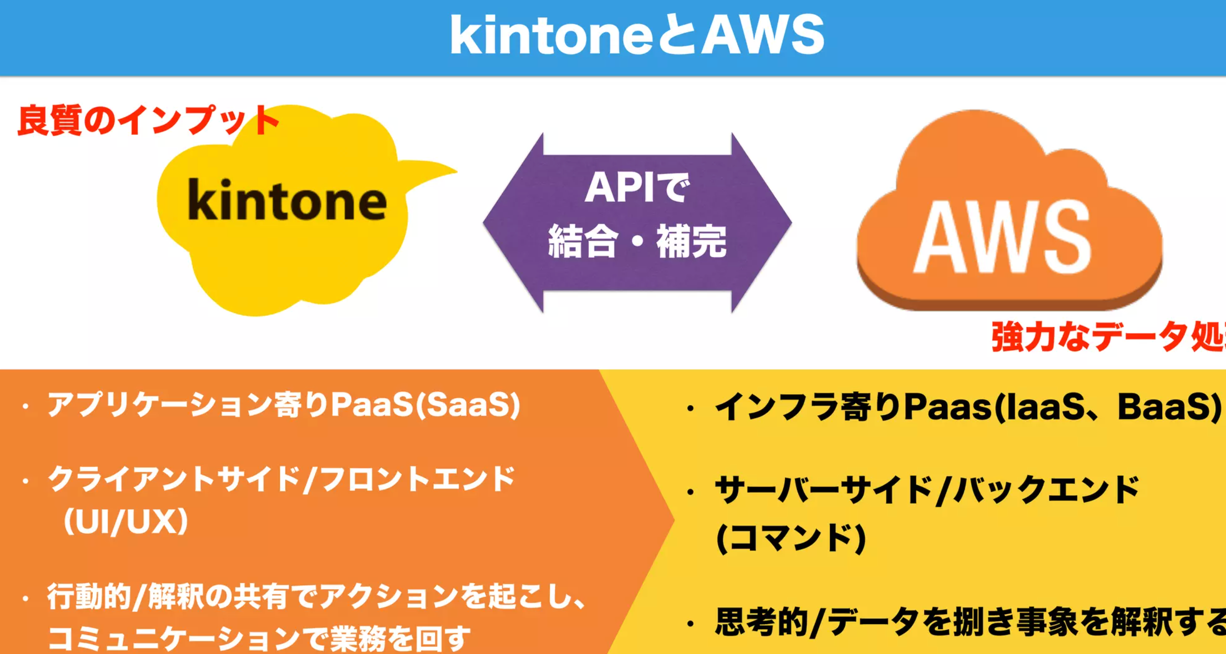 kintoneとAWS
良質のインプット
kintone
APIで
結合・補完
AWS
強力なデータ処
・アプリケーション寄りPaaS(SaaS)
・クライアントサイド/フロントエンド
（UI/UX）
・行動的/解釈の共有でアクションを起こし、
コミュニケーションで業務を回す
・インフラ寄りPaas(IaaS、BaaS)
・サーバーサイド/バックエンド
(コマンド)
・思考的/データを捌き事象を解釈する